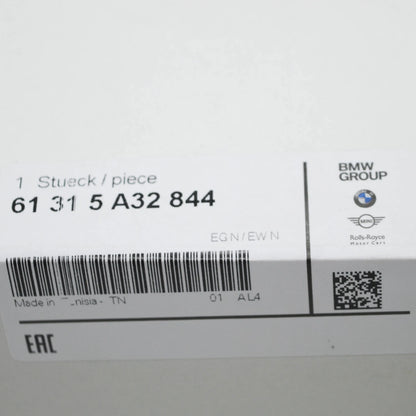 1 Stueck / piece
61 31 5 A32 844
EGN/EWN
Made in Tunisia - TN
01 AL4
BMW
GROUP
MINI
Rolls-Royce
Motor Cars
EAC